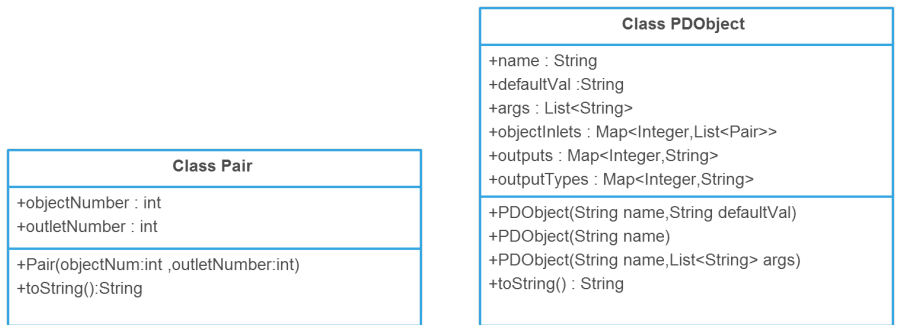 Class Pair
+objectNumber : int
+outletNumber : int
+Pair(objectNum:int ,outletNumber:int)
+toString():String
Class PDObject
+name : String
+defaultVal :String
+args : List<String>
+objectInlets : Map<Integer,List<Pair>>
+outputs : Map<Integer,String>
+outputTypes : Map<Integer,String>
+PDObject(String name,String defaultVal)
+PDObject(String name)
+PDObject(String name,List<String> args)
+toString() : String